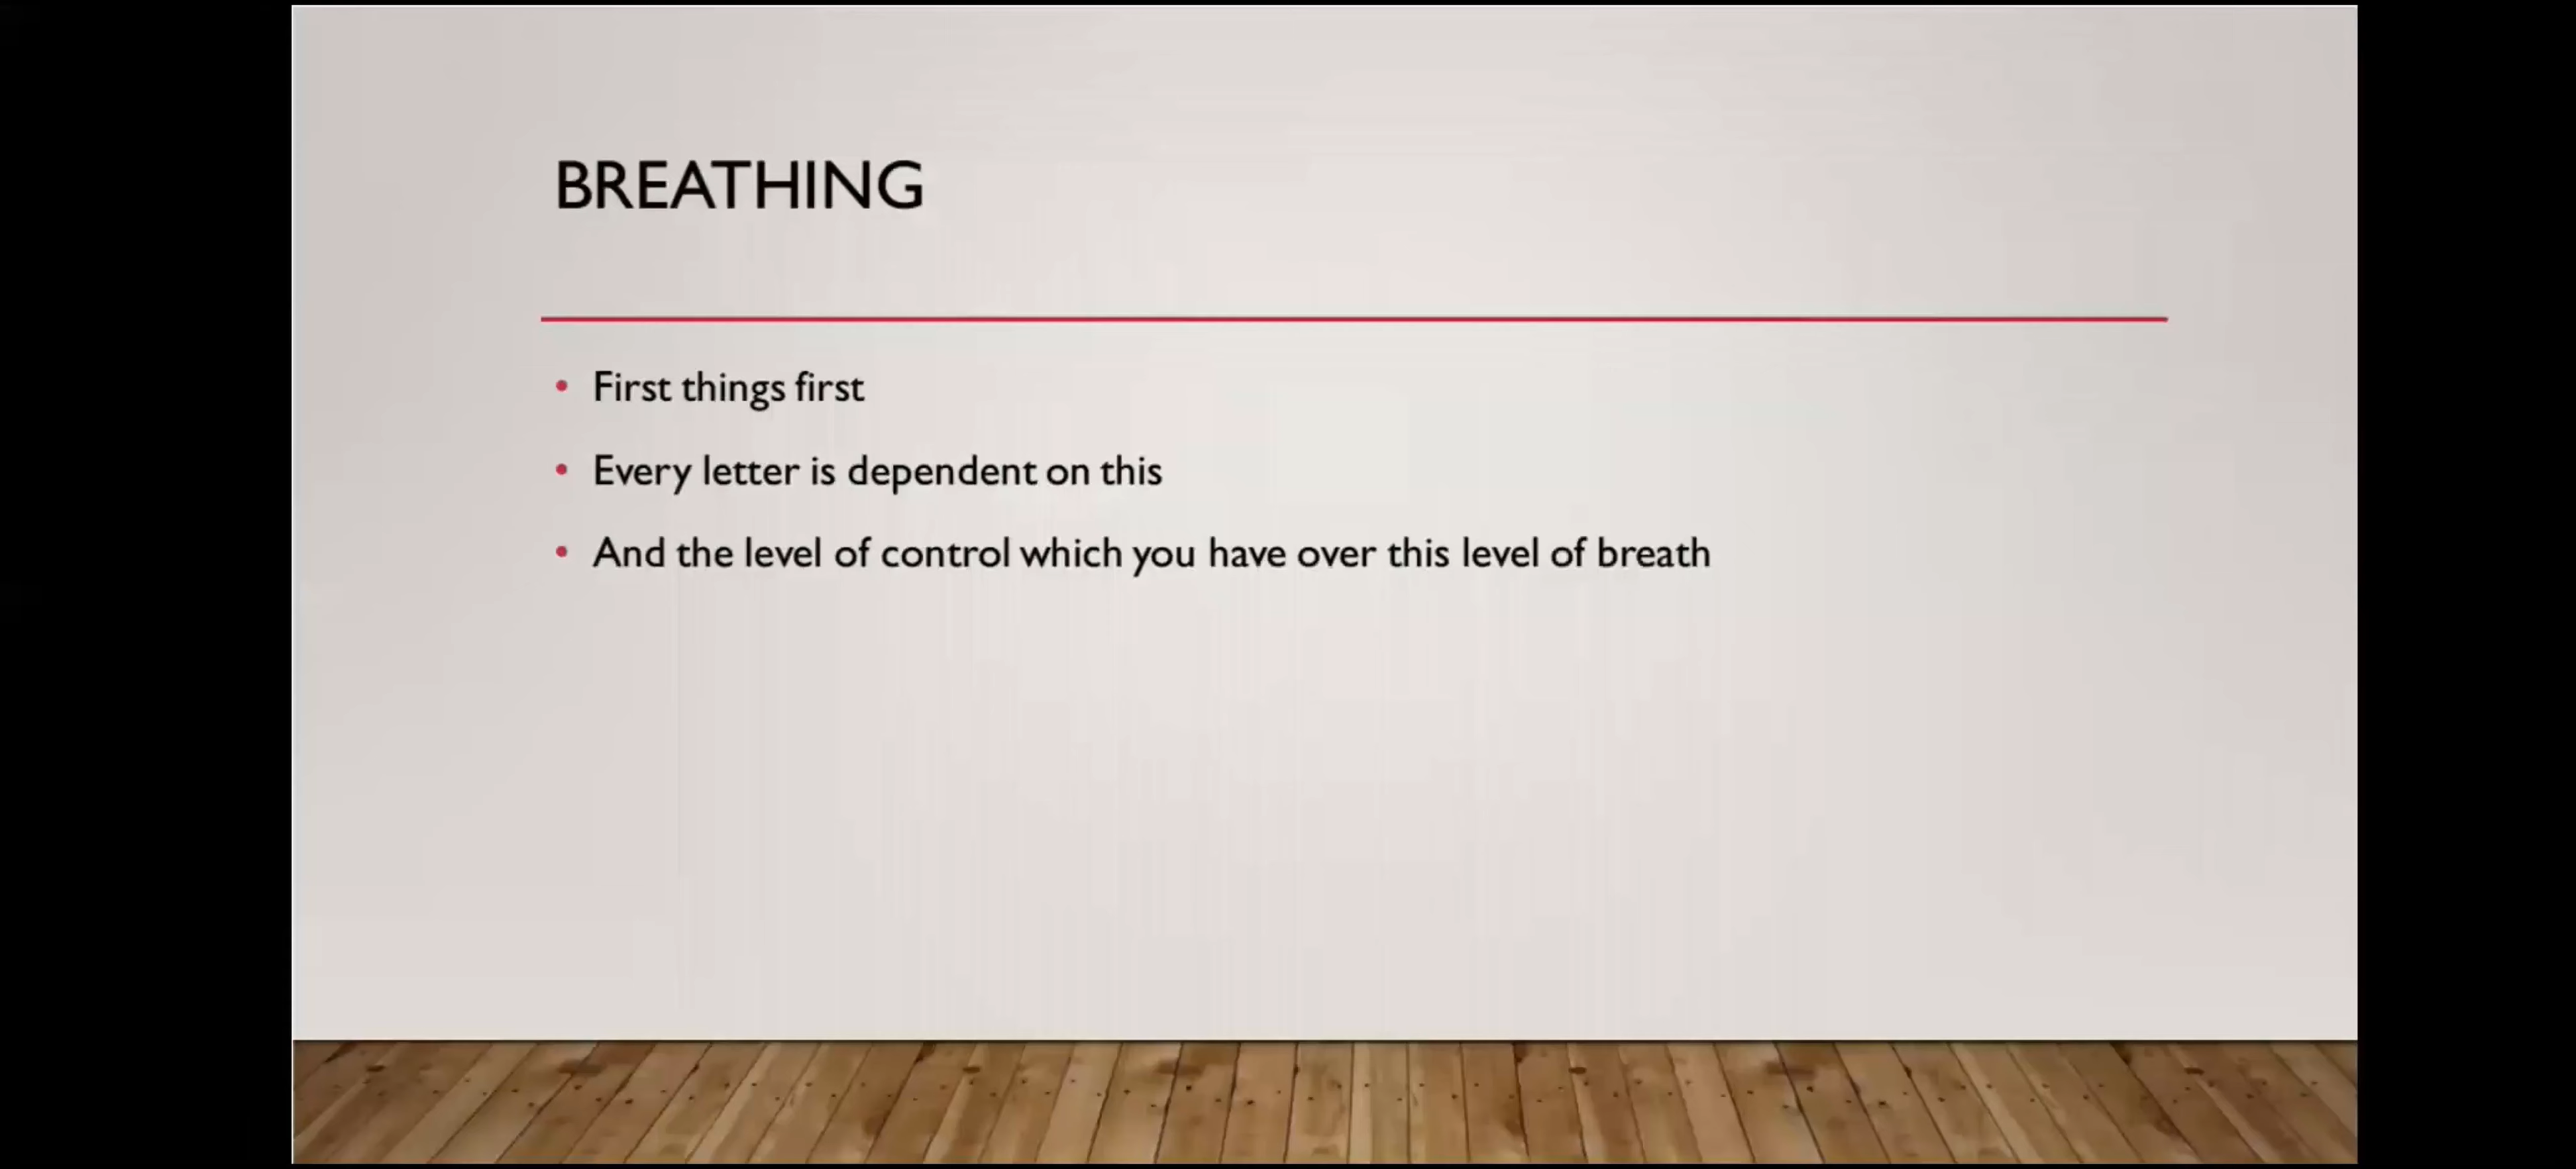 BREATHING
First things first
Every letter is dependent on this
And the level of control which you have over this level of breath